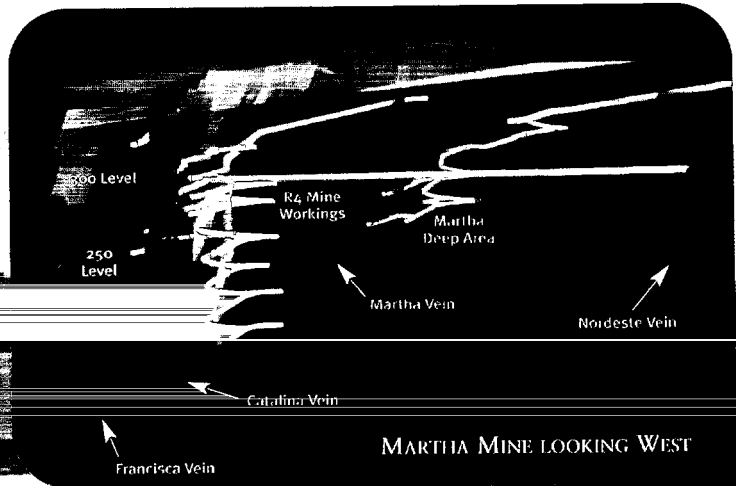 Level
R4 Mine
Workings
Martha
Deep Area
250
Level
Martha Vein
Nordeste Vein
Catalina Vein
Francisca Vein
MARTHA MINE LOOKING WEST